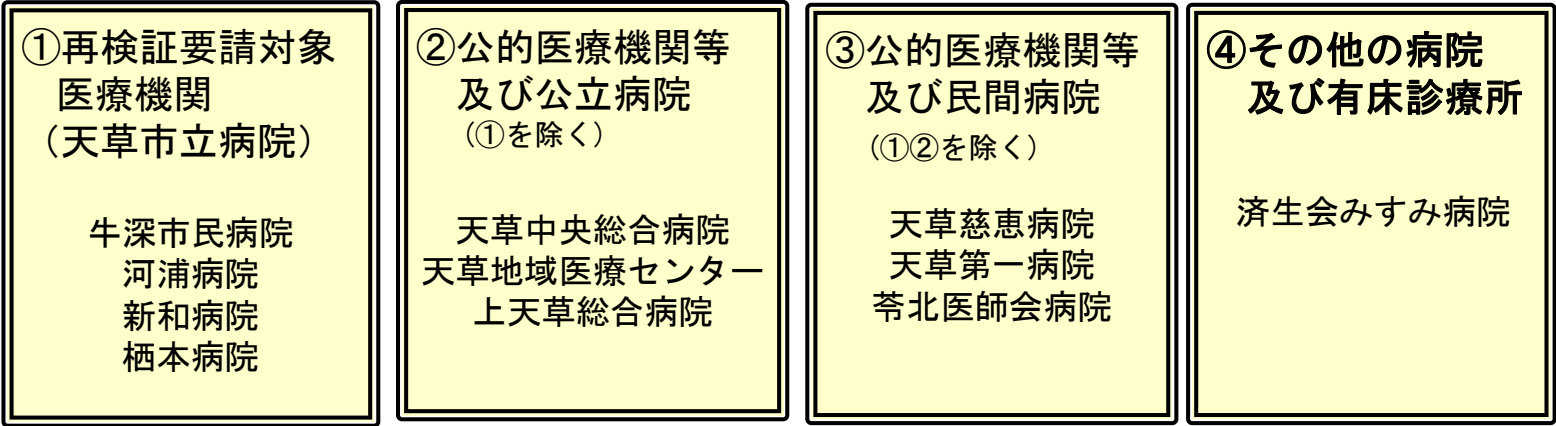 ①再検証要請対象
医療機関
（天草市立病院）
牛深市民病院
河浦病院
新和病院
栖本病院
②公的医療機関等
及び公立病院
（①を除く）
天草中央総合病院
天草地域医療センター
上天草総合病院
③公的医療機関等
及び民間病院
（①②を除く）
天草慈恵病院
天草第一病院
苓北医師会病院
④その他の病院
及び有床診療所
済生会みすみ病院